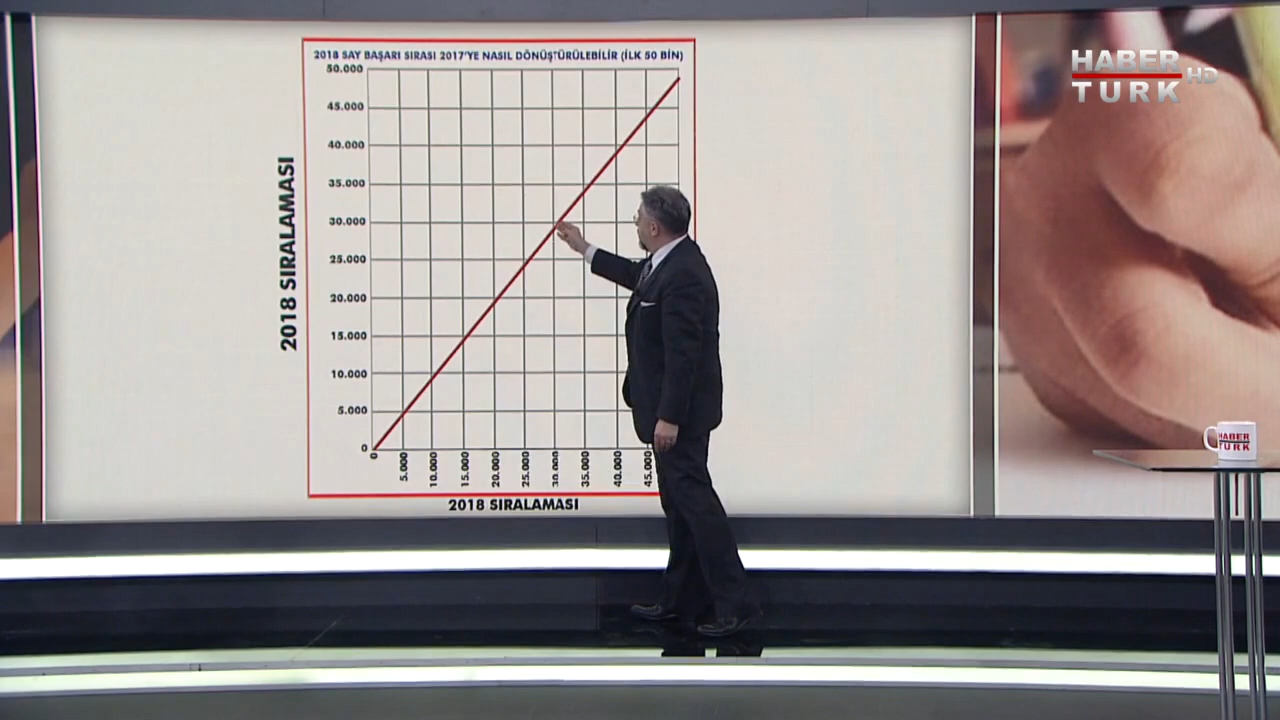 2018 SAY BAŞARI SIRASI 2017'YE NASIL DÖNÜŞTÜRÜLEBİLİR (İLK 50 BİN)
50.000
45.000
40.000
35.000
30.000
25.000
20.000
15.000
10.000
5.000
0
2018 SIRALAMASI
0
5.000
10.000
15.000
20.000
25.000
30.000
35.000
40.000
45.000
2018 SIRALAMASI
HABER
TURK
HD
HABER
TURK